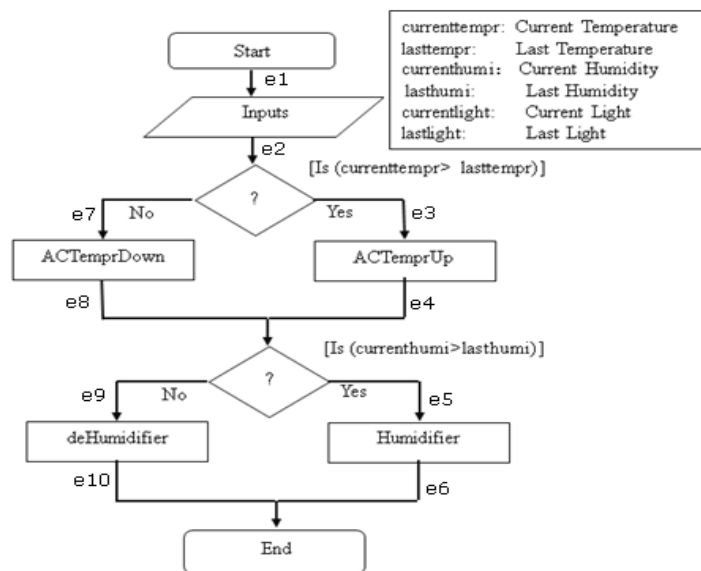 Start
e1
Inputs
e2
currenttempr: Current Temperature
lasttempr: Last Temperature
currenthumi: Current Humidity
lasthumi: Last Humidity
currentlight: Current Light
lastlight: Last Light
[Is (currenttempr> lasttempr)]
?
e7
No
Yes
e3
ACTemprDown
ACTemprUp
e8
e4
[Is (currenthumi>lasthumi)]
?
e9
No
Yes
e5
deHumidifier
Humidifier
e10
e6
End